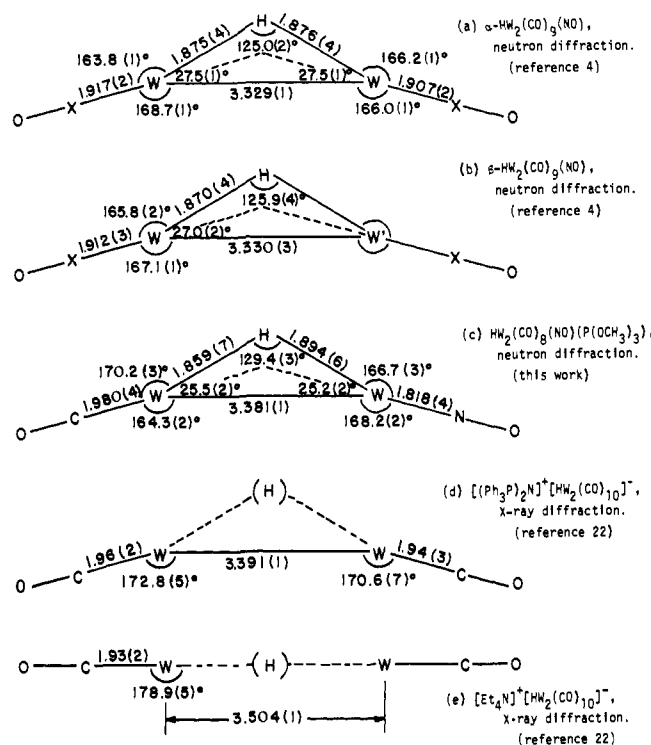 H
1.875(4)
1.876(4)
125.0(2)°
163.8(1)°
166.2(1)°
1.917(2)
W
27.5(1)°
27.5(1)°
W
1.907(2)
O
X
168.7(1)°
3.329(1)
166.0(1)°
X
O
(a) α-HW2(CO)9(NO),
neutron diffraction.
(reference 4)
H
1.870(4)
125.9(4)°
165.8(2)°
1.912(3)
W
27.0(2)°
W'
O
X
167.1(1)°
3.330(3)
X
O
(b) β-HW2(CO)9(NO),
neutron diffraction.
(reference 4)
H
1.859(7)
1.894(6)
129.4(3)°
170.2(3)°
166.7(3)°
1.980(4)
W
25.5(2)°
25.2(2)°
W
1.818(4)
O
C
164.3(2)°
3.381(1)
168.2(2)°
N
O
(c) HW2(CO)8(NO)(P(OCH3)3),
neutron diffraction.
(this work)
(H)
1.96(2)
W
3.391(1)
W
1.94(3)
O
C
172.8(5)°
170.6(7)°
C
O
(d) [(Ph3P)2N]+[HW2(CO)10]-,
X-ray diffraction.
(reference 22)
O
C
1.93(2)
W
(H)
W
C
O
178.9(5)°
3.504(1)
(e) [Et4N]+[HW2(CO)10]-,
X-ray diffraction.
(reference 22)